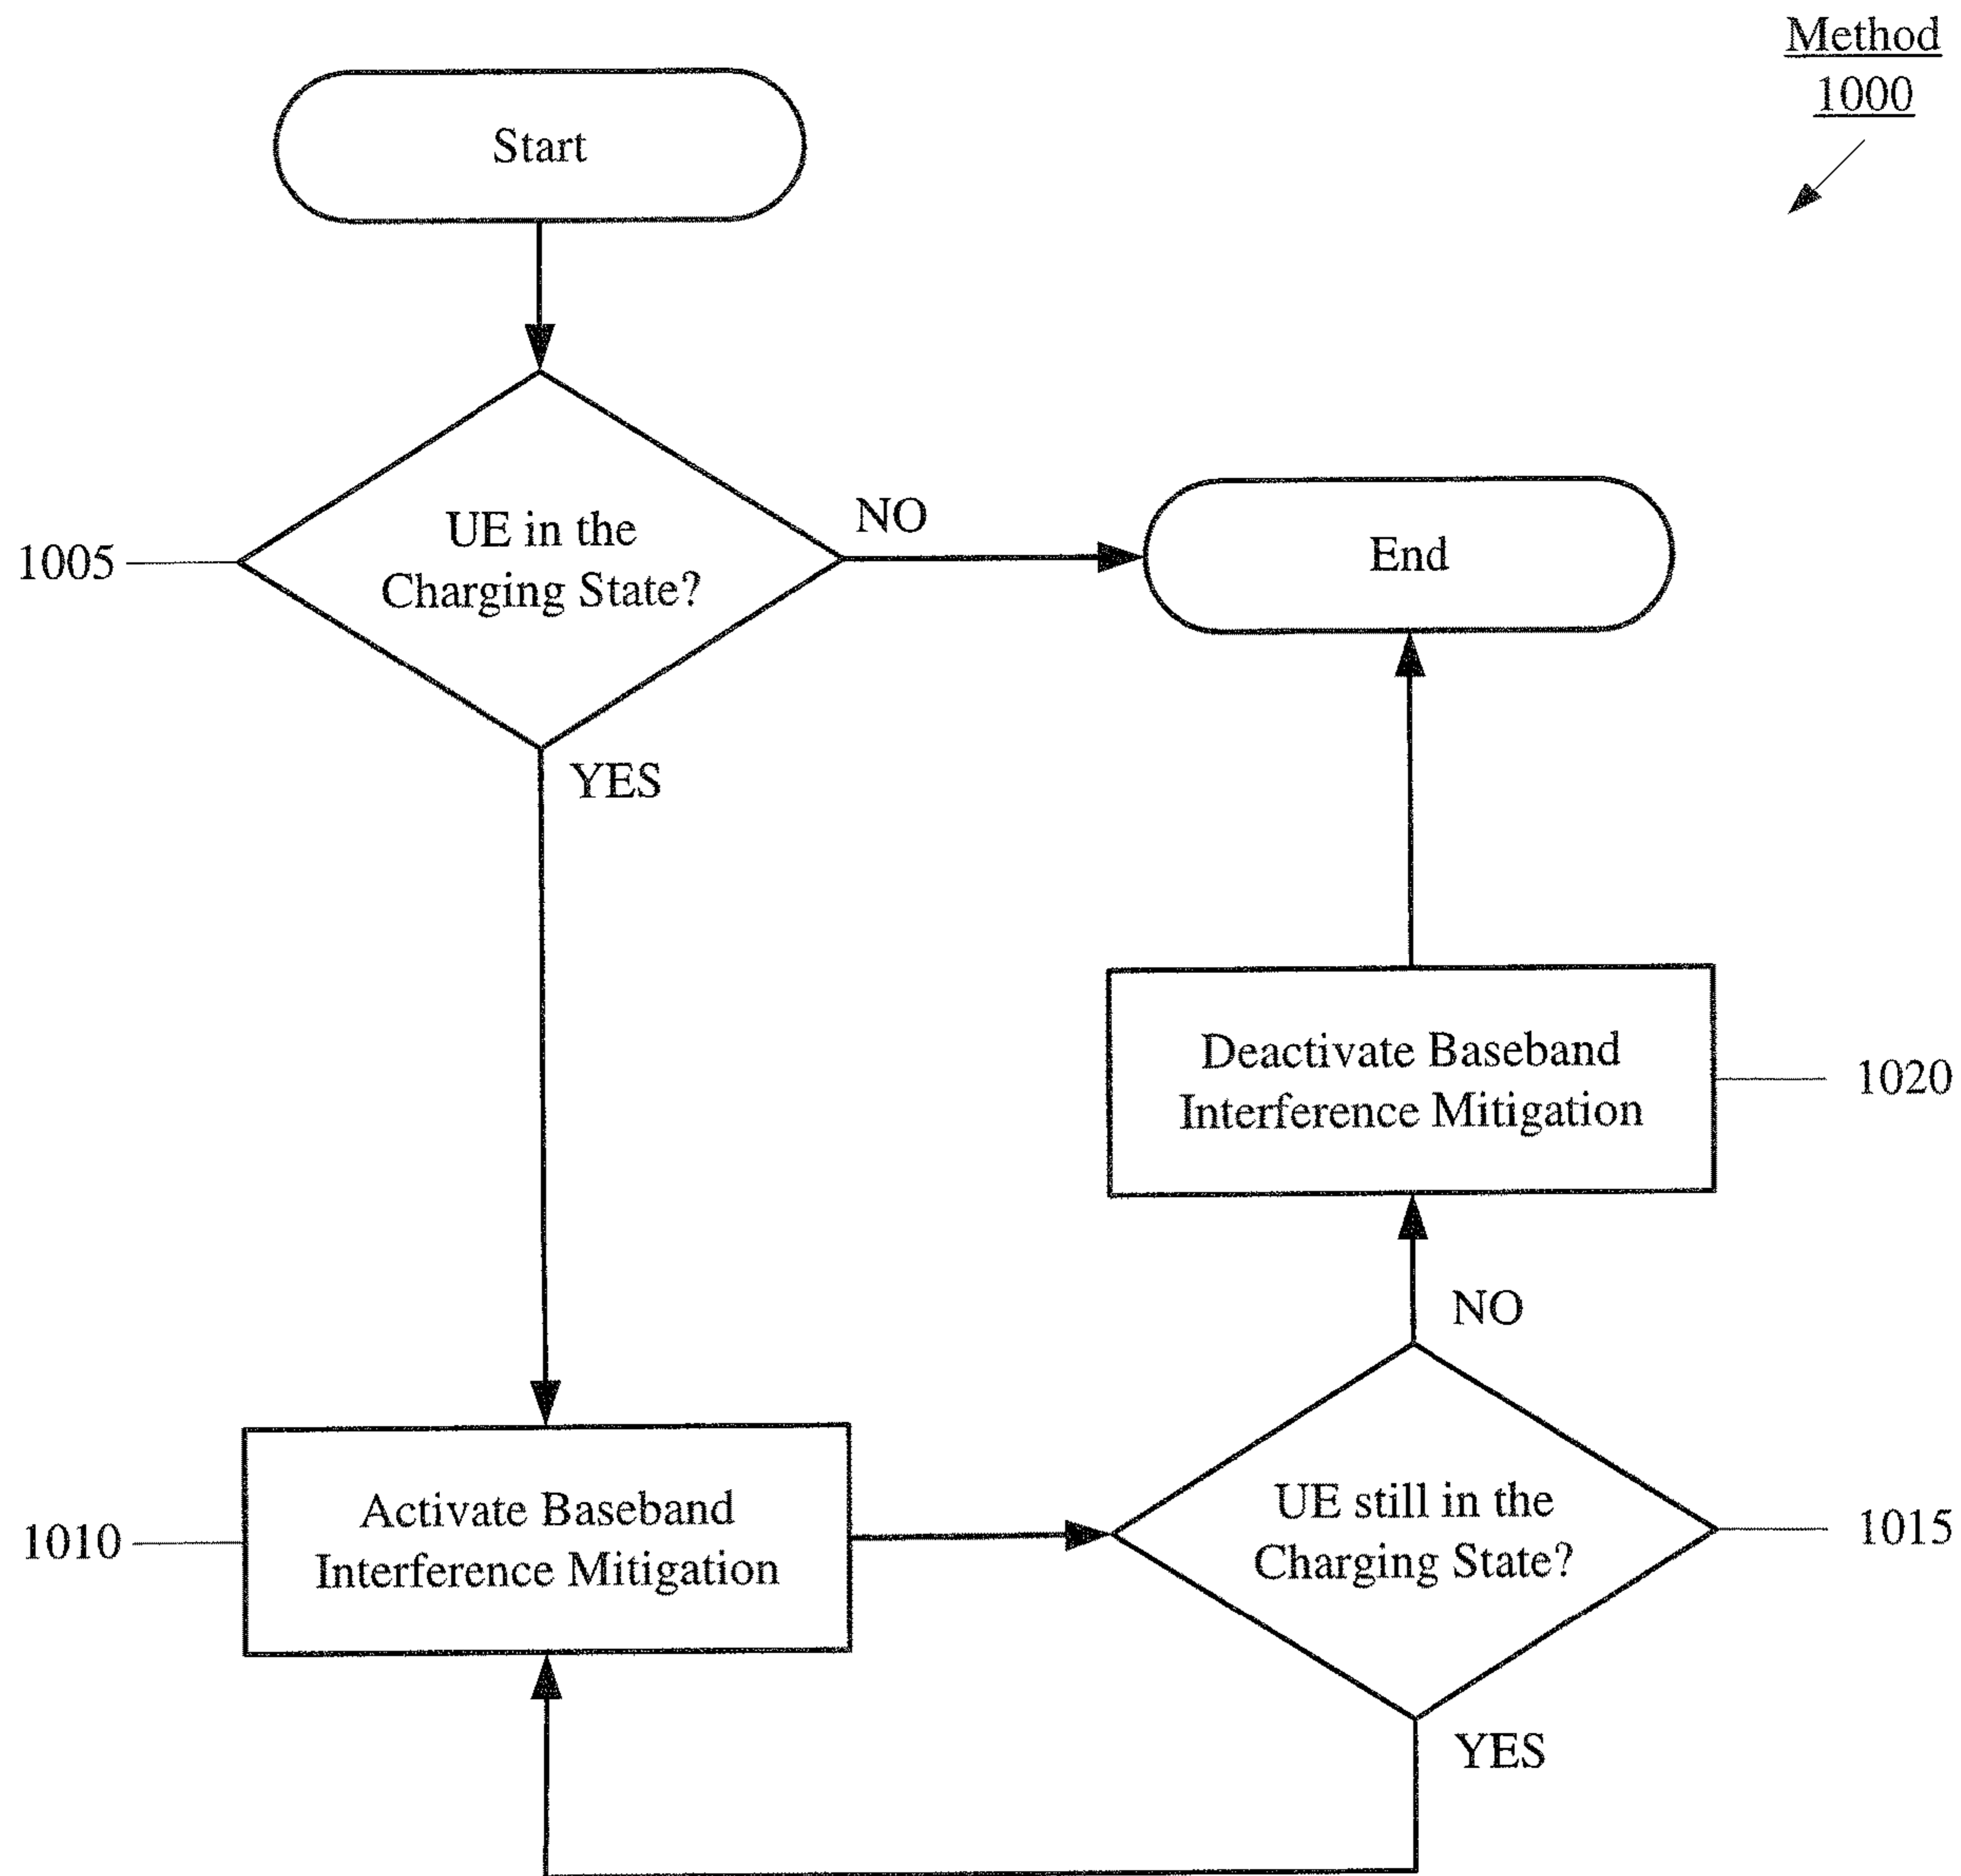 Method
1000
Start
1005
UE in the
Charging State?
NO
End
YES
Deactivate Baseband
Interference Mitigation
1020
NO
1010
Activate Baseband
Interference Mitigation
UE still in the
Charging State?
1015
YES